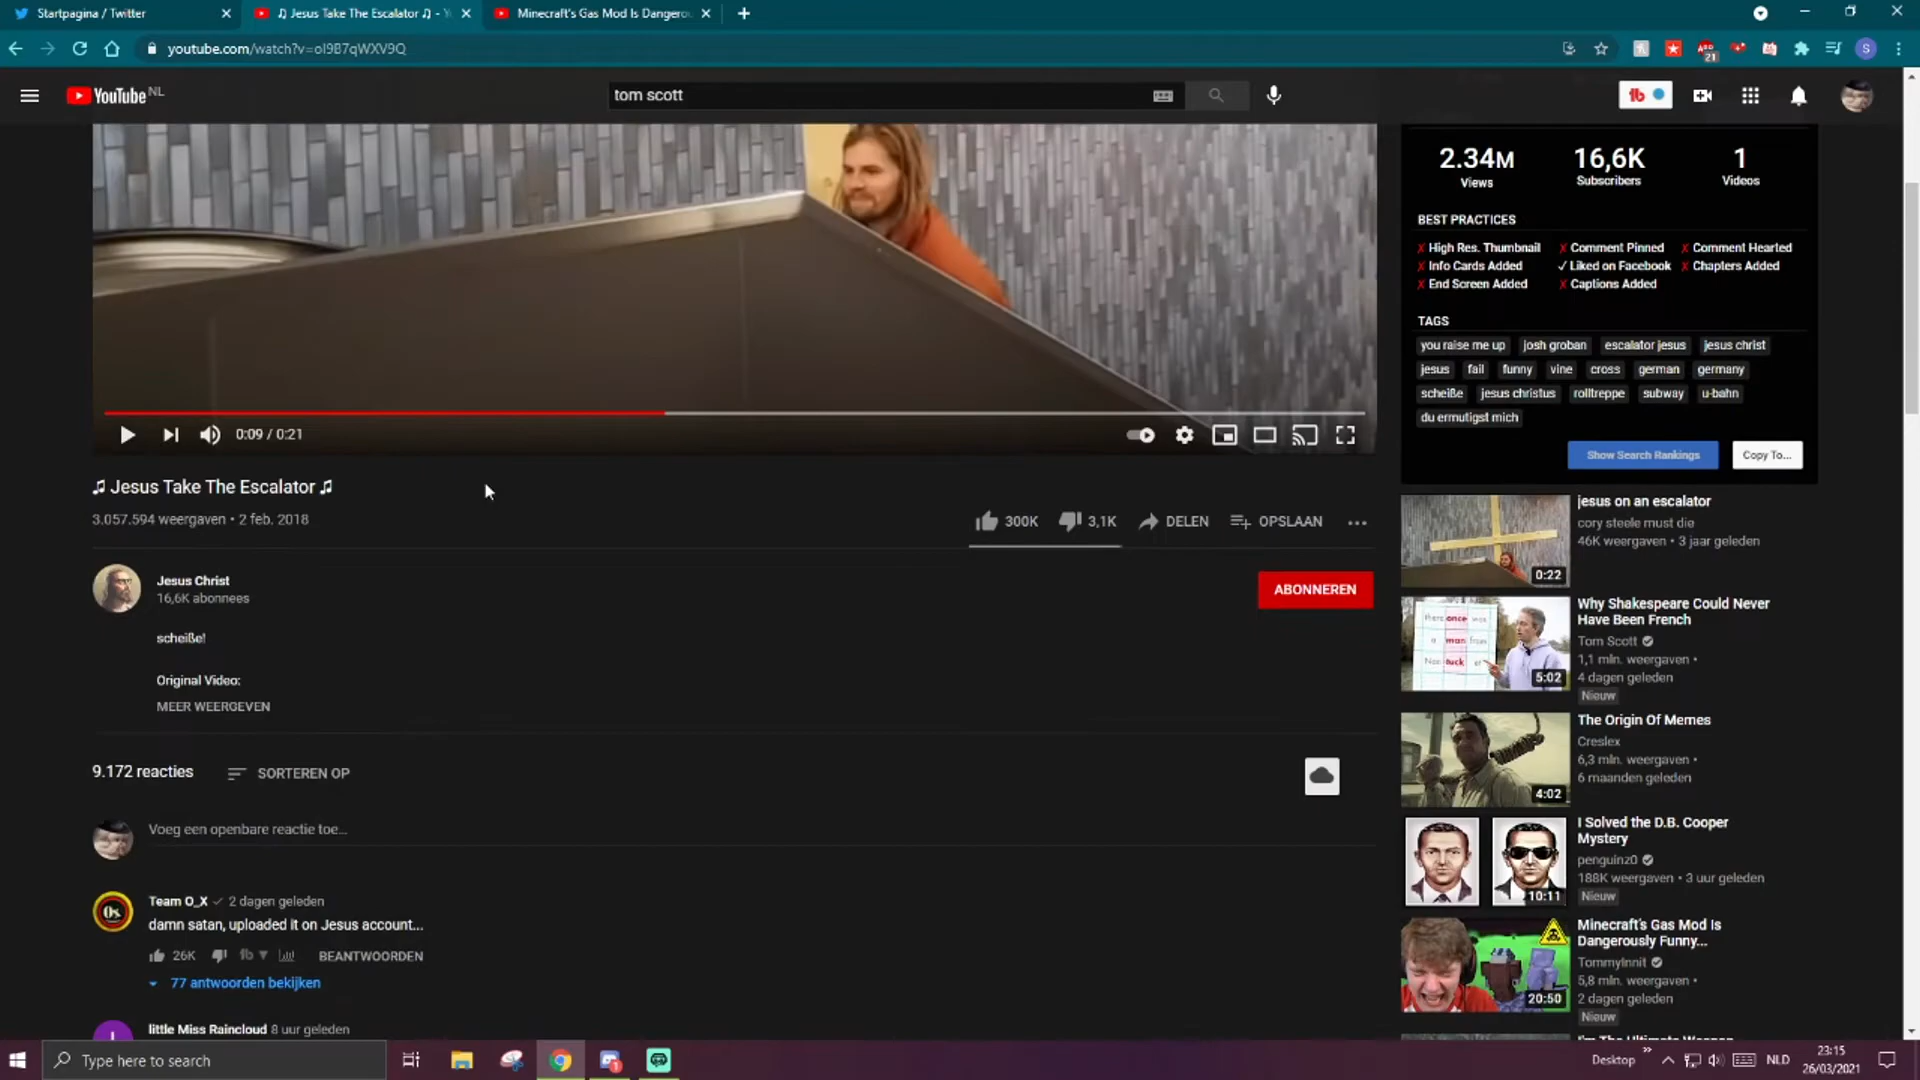 Startpagina / Twitter
♫ Jesus Take The Escalator ♫ -
Minecraft's Gas Mod Is Dangerou
youtube.com/watch?v=oI9B7qWXV9Q
21
S
YouTube NL
tom scott
2.34M
Views
16,6K
Subscribers
1
Videos
BEST PRACTICES
✗ High Res. Thumbnail
✗ Comment Pinned
✗ Comment Hearted
✗ Info Cards Added
✓ Liked on Facebook
✗ Chapters Added
✗ End Screen Added
✗ Captions Added
TAGS
you raise me up josh groban escalator jesus jesus christ
jesus fail funny vine cross german germany
scheiße jesus christus rolltreppe subway u-bahn
du ermutigst mich
Show Search Rankings
Copy To...
0:09 / 0:21
♫ Jesus Take The Escalator ♫
3.057.594 weergaven • 2 feb. 2018
300K
3,1K
DELEN
OPSLAAN
Jesus Christ
16,6K abonnees
ABONNEREN
scheiße!
Original Video:
MEER WEERGEVEN
9.172 reacties
SORTEREN OP
Voeg een openbare reactie toe...
Team O_X ✓ 2 dagen geleden
damn satan, uploaded it on Jesus account...
26K
BEANTWOORDEN
77 antwoorden bekijken
little Miss Raincloud 8 uur geleden
jesus on an escalator
cory steele must die
46K weergaven • 3 jaar geleden
0:22
Why Shakespeare Could Never
Have Been French
Tom Scott
1,1 mln. weergaven •
4 dagen geleden
Nieuw
5:02
The Origin Of Memes
Creslex
6,3 mln. weergaven •
6 maanden geleden
4:02
I Solved the D.B. Cooper
Mystery
penguinz0
188K weergaven • 3 uur geleden
Nieuw
10:11
Minecraft's Gas Mod Is
Dangerously Funny...
TommyInnit
5,8 mln. weergaven •
2 dagen geleden
Nieuw
20:50
Type here to search
Desktop
NLD
23:15
26/03/2021